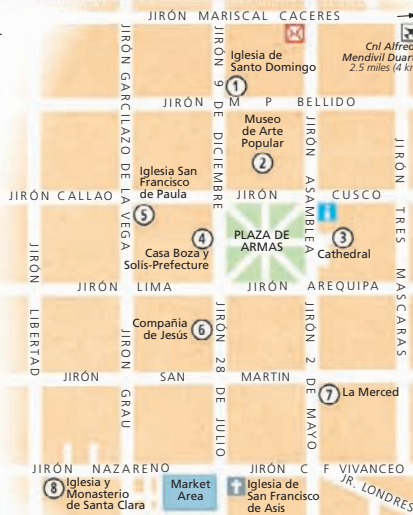 JIRÓN MARISCAL CACERES
JIRÓN GARCILAZO DE LA VEGA
JIRÓN 9 DE DICIEMBRE
Iglesia de
Santo Domingo
1
Cnl Alfred
Mendivil Duart
2.5 miles (4 km
JIRÓN M P BELLIDO
Museo
de Arte
Popular
2
JIRÓN ASAMBLEA
JIRÓN TRES MASCARAS
Iglesia San
Francisco
de Paula
5
JIRÓN CALLAO
JIRÓN CUSCO
i
4
PLAZA DE
ARMAS
3
Cathedral
Casa Boza y
Solís-Prefecture
JIRÓN LIBERTAD
JIRÓN LIMA
JIRÓN AREQUIPA
Compañia
de Jesús
6
JIRON GRAU
JIRÓN 28 DE JULIO
JIRÓN 2 DE MAYO
JIRÓN SAN MARTIN
7
La Merced
JIRÓN NAZARENO
JIRÓN C F VIVANCEO
8
Iglesia y
Monasterio
de Santa Clara
Market
Area
Iglesia de
San Francisco
de Asis
JR. LONDRES